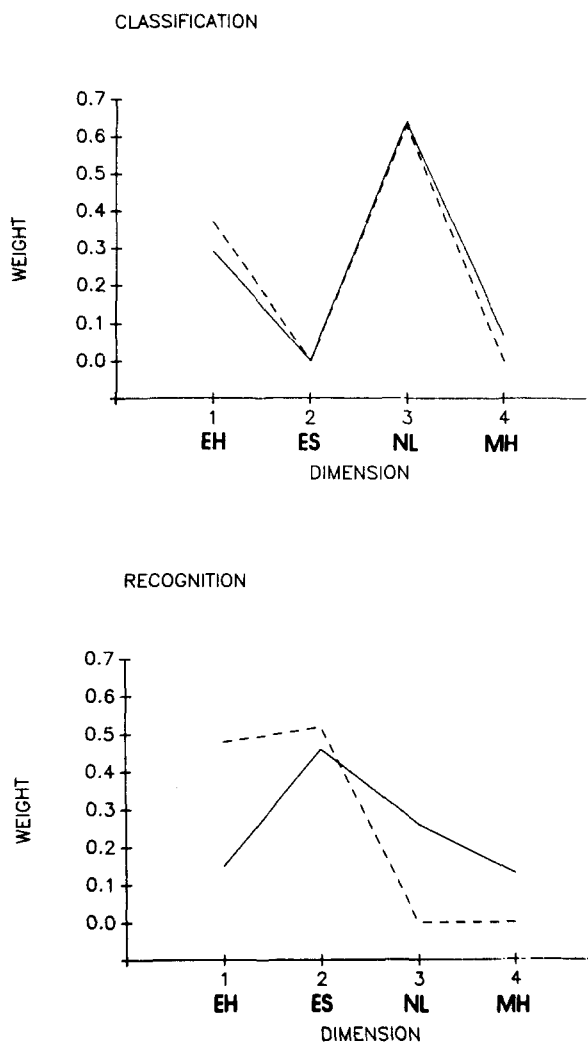 CLASSIFICATION
0.7
0.6
0.5
0.4
0.3
0.2
0.1
0.0
WEIGHT
1 2 3 4
EH ES NL MH
DIMENSION
RECOGNITION
0.7
0.6
0.5
0.4
0.3
0.2
0.1
0.0
WEIGHT
1 2 3 4
EH ES NL MH
DIMENSION